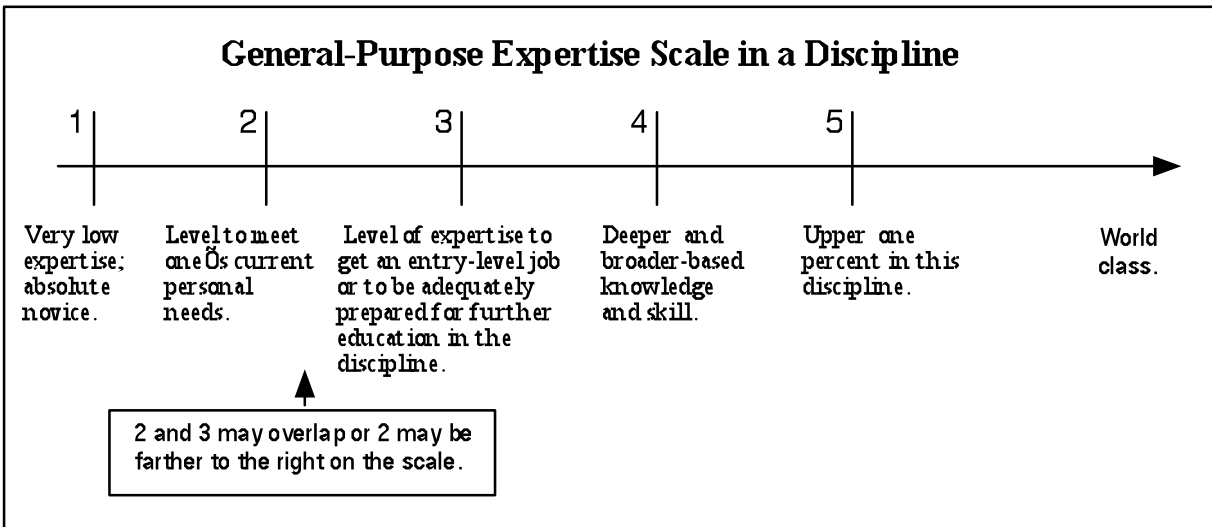 General-Purpose Expertise Scale in a Discipline
1
2
3
4
5
Very low
expertise;
absolute
novice.
Level to meet
oneÕs current
personal
needs.
Level of expertise to
get an entry-level job
or to be adequately
prepared for further
education in the
discipline.
Deeper and
broader-based
knowledge
and skill.
Upper one
percent in this
discipline.
World
class.
2 and 3 may overlap or 2 may be
farther to the right on the scale.